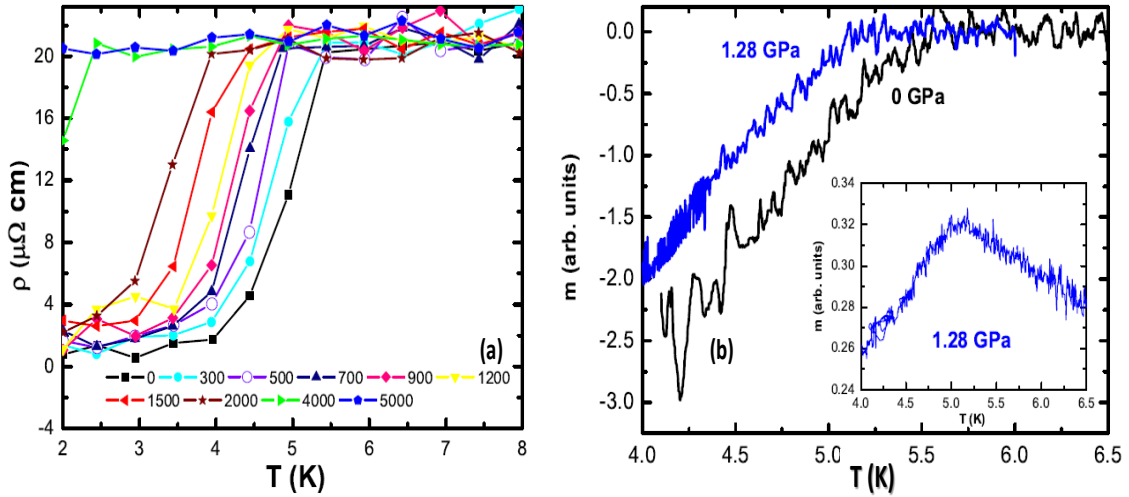 ρ (μΩ cm)
24
20
16
12
8
4
0
-4
2 3 4 5 6 7 8
T (K)
(a)
0 300 500 700 900 1200
1500 2000 4000 5000
m (arb. units)
0.0
-0.5
-1.0
-1.5
-2.0
-2.5
-3.0
4.0 4.5 5.0 5.5 6.0 6.5
T (K)
1.28 GPa
0 GPa
(b)
m (arb. units)
0.34
0.32
0.30
0.28
0.26
0.24
4.0 4.5 5.0 5.5 6.0 6.5
T (K)
1.28 GPa